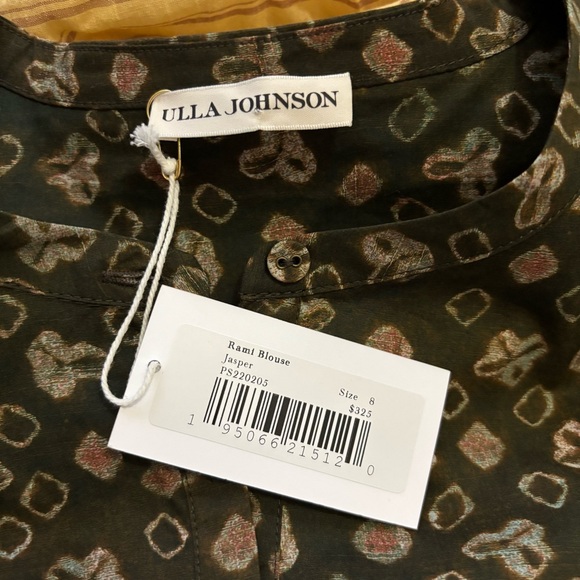 ULLA JOHNSON
Rami Blouse
Jasper
PS220205
Size 8
$325
1 95066 21512 0